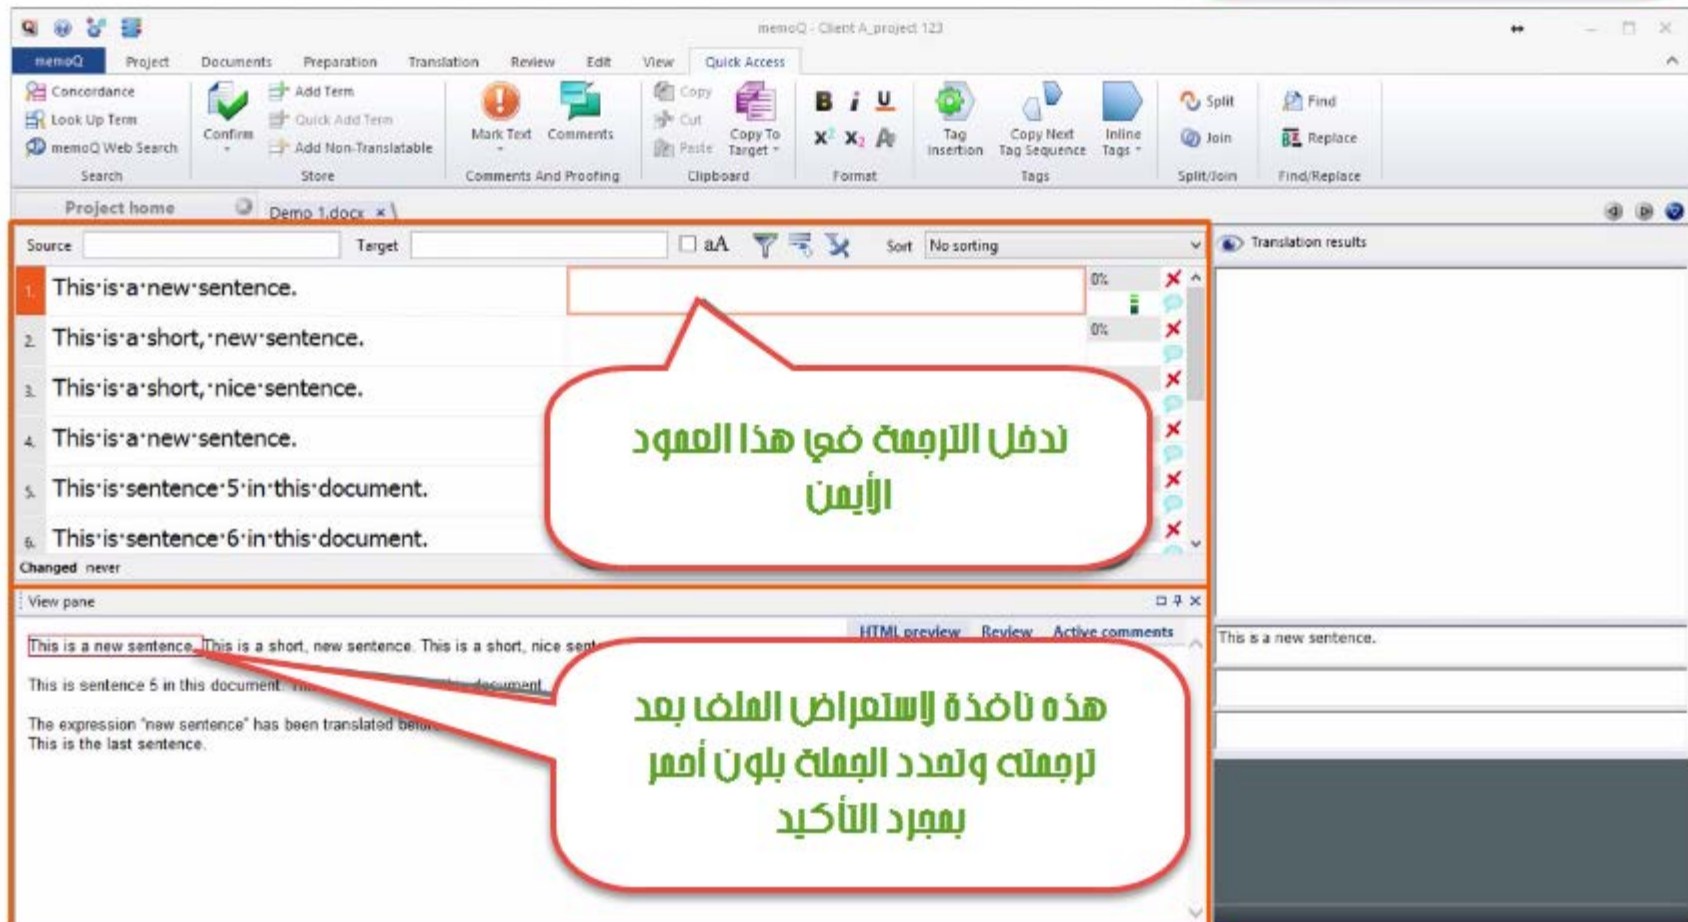 memoQ - Client A_project 123
memoQ Project Documents Preparation Translation Review Edit View Quick Access
Concordance
Look Up Term
memoQ Web Search
Search
Confirm
Add Term
Quick Add Term
Add Non-Translatable
Store
Mark Text Comments
Comments And Proofing
Copy
Cut
Paste
Copy To
Target
Clipboard
B i U
X² X₂
Format
Tag
Insertion
Copy Next
Tag Sequence
Inline
Tags
Tags
Split
Join
Split/Join
Find
Replace
Find/Replace
Project home
Demo 1.docx
Source Target aA Sort No sorting
1. This·is·a·new·sentence. 0%
2. This·is·a·short,·new·sentence. 0%
3. This·is·a·short,·nice·sentence.
4. This·is·a·new·sentence.
5. This·is·sentence·5·in·this·document.
6. This·is·sentence·6·in·this·document.
Changed never
ندخل الترجمة في هذا العمود
الأيمن
View pane
HTML preview Review Active comments
This is a new sentence. This is a short, new sentence. This is a short, nice
This is sentence 5 in this document. document.
The expression "new sentence" has been translated
This is the last sentence.
هذه نافذة لاستعراض الملف بعد
ترجمته وتحدد الجملة بلون أحمر
بمجرد التأكيد
Translation results
This is a new sentence.